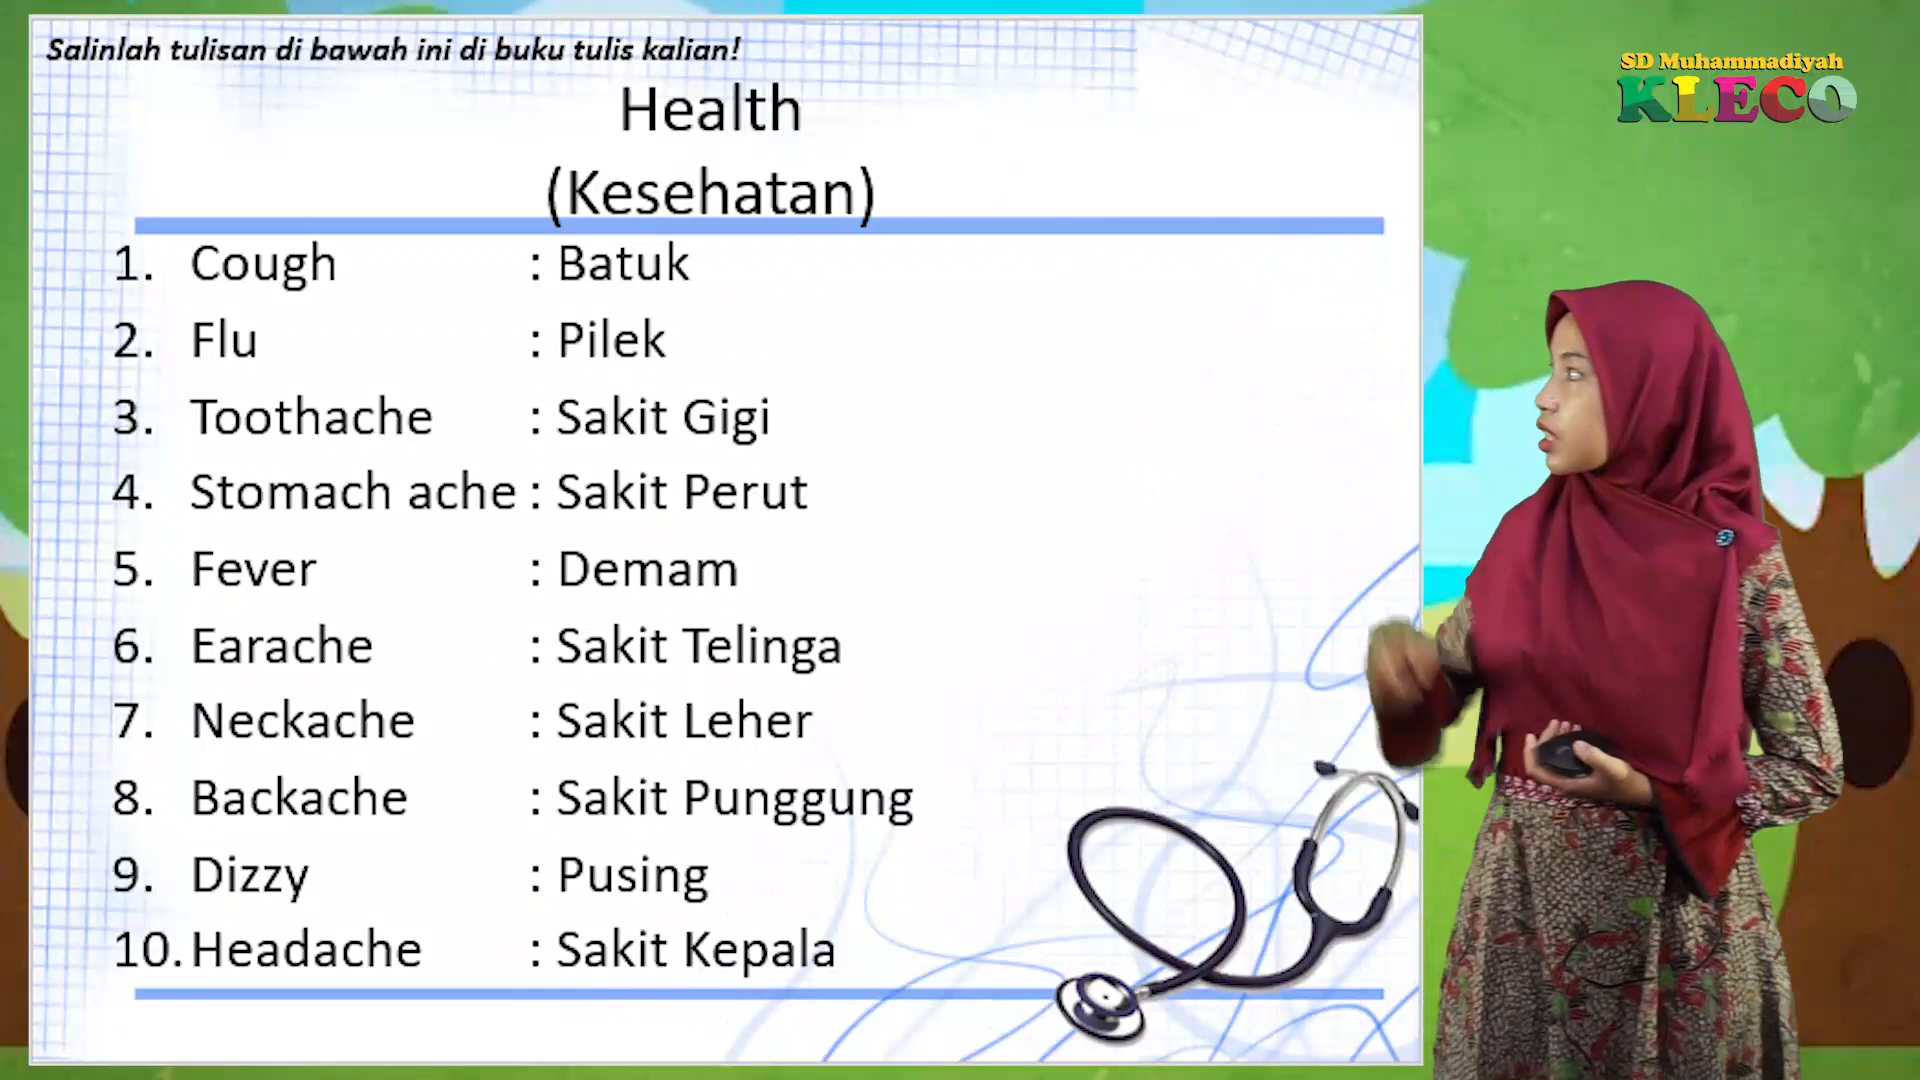 Salinlah tulisan di bawah ini di buku tulis kalian!
SD Muhammadiyah
KLECO
Health
(Kesehatan)
1. Cough : Batuk
2. Flu : Pilek
3. Toothache : Sakit Gigi
4. Stomach ache : Sakit Perut
5. Fever : Demam
6. Earache : Sakit Telinga
7. Neckache : Sakit Leher
8. Backache : Sakit Punggung
9. Dizzy : Pusing
10. Headache : Sakit Kepala